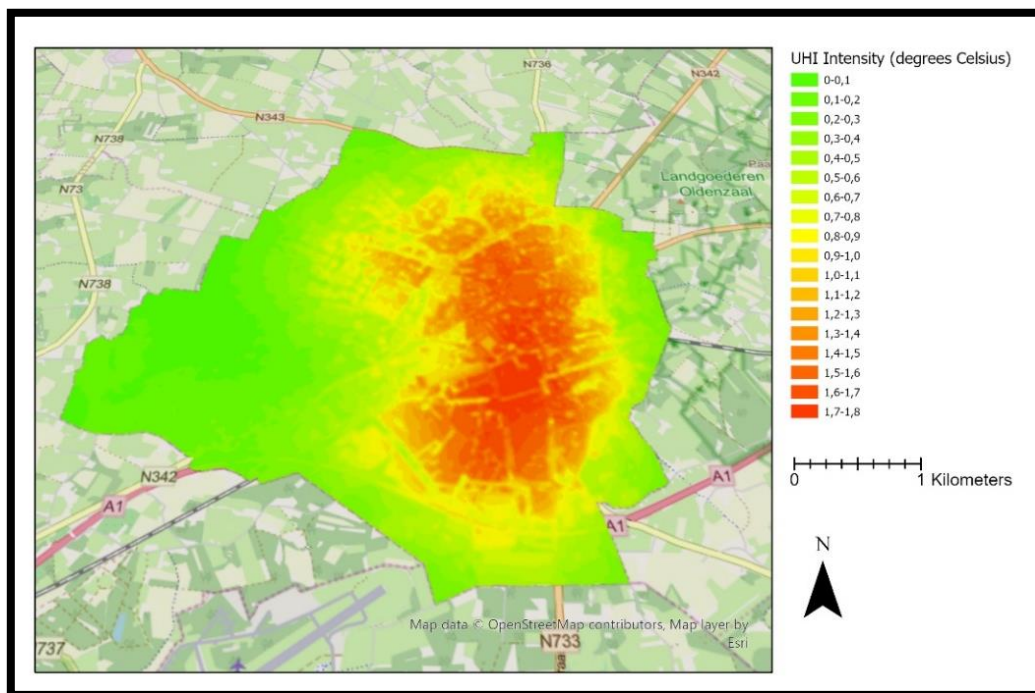 N736
N342
N343
N738
N73
Landgoederen
Oldenzaal
N738
N342
A1
A1
A1
Map data © OpenStreetMap contributors, Map layer by
Esri
N733
737
UHI Intensity (degrees Celsius)
0-0,1
0,1-0,2
0,2-0,3
0,3-0,4
0,4-0,5
0,5-0,6
0,6-0,7
0,7-0,8
0,8-0,9
0,9-1,0
1,0-1,1
1,1-1,2
1,2-1,3
1,3-1,4
1,4-1,5
1,5-1,6
1,6-1,7
1,7-1,8
0 1 Kilometers
N